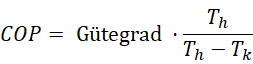 COP = Gütegrad · T_h / (T_h − T_k)